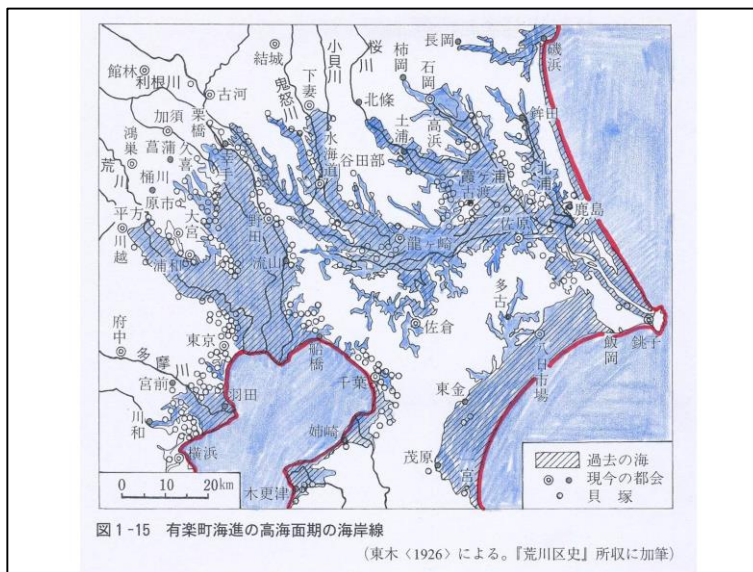 長岡
磯浜
結城
小貝川
桜川
柿岡
石岡
館林
利根川
古河
鬼怒川
下妻
北條
高浜
鉾田
栗橋
加須
土浦
鴻巣
菖蒲
久喜
幸手
水海道
谷田部
霞ヶ浦
北浦
荒川
桶川
原市
古渡
鹿島
平方
大宮
野田
龍ヶ崎
佐原
川越
浦和
流山
多古
府中
東京
船橋
佐倉
銚子
飯岡
多摩川
宮前
千葉
八日市場
羽田
東金
川和
姉崎
横浜
茂原
一宮
木更津
0 10 20km
過去の海
現今の都会
貝塚
図1-15 有楽町海進の高海面期の海岸線
(東木〈1926〉による。『荒川区史』所収に加筆)